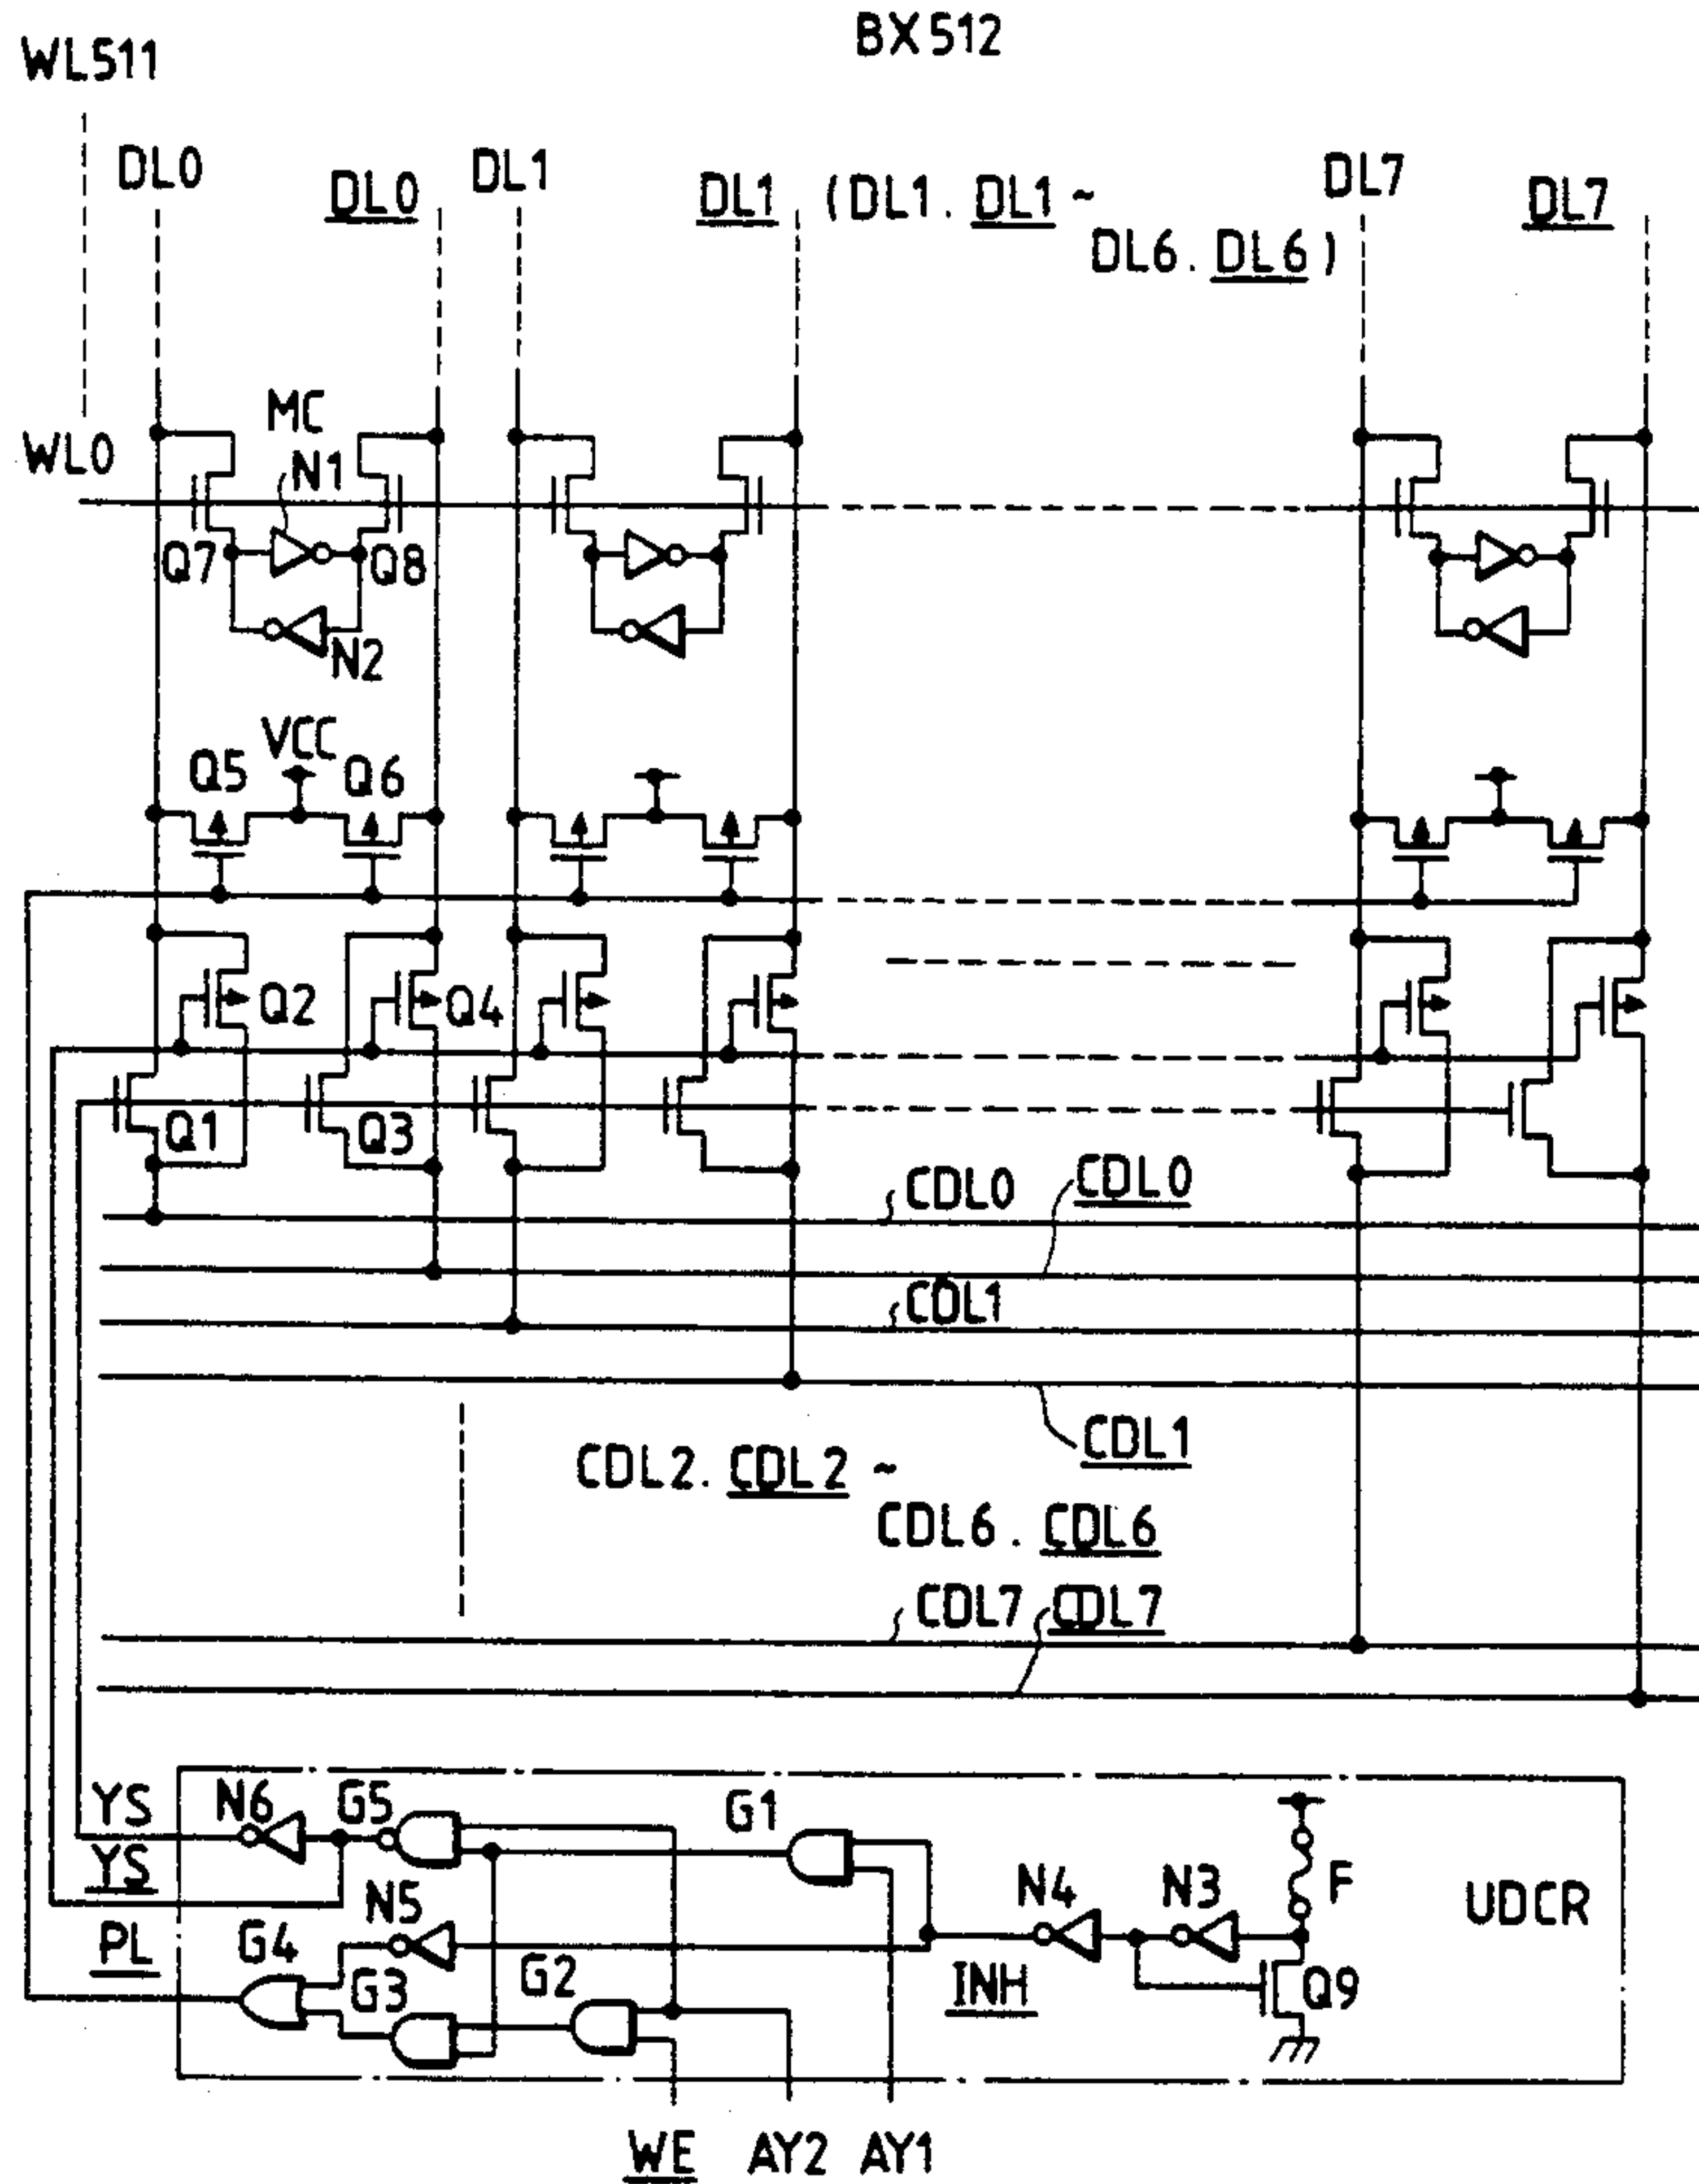 BX512
WL511
DL0
DL0
DL1
DL1
(DL1. DL1 ~
DL6. DL6)
DL7
DL7
MC
WL0
N1
Q7
Q8
N2
VCC
Q5
Q6
Q2
Q4
Q1
Q3
CDL0
CDL0
CDL1
CDL1
CDL2. CDL2 ~
CDL6. CDL6
CDL7
CDL7
YS
N6
G5
G1
YS
N5
N4
N3
F
UDCR
PL
G4
G3
G2
INH
Q9
WE
AY2
AY1